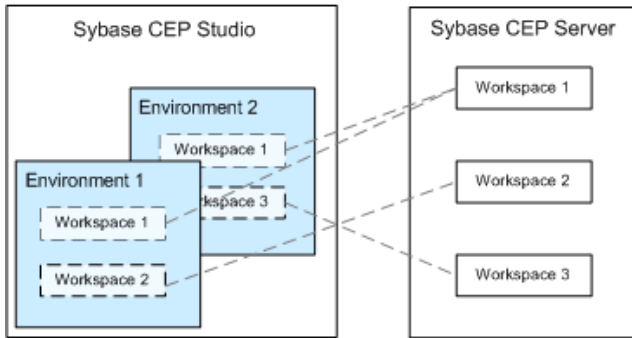 Sybase CEP Studio
Environment 2
Workspace 1
rkspace 3
Environment 1
Workspace 1
Workspace 2
Sybase CEP Server
Workspace 1
Workspace 2
Workspace 3